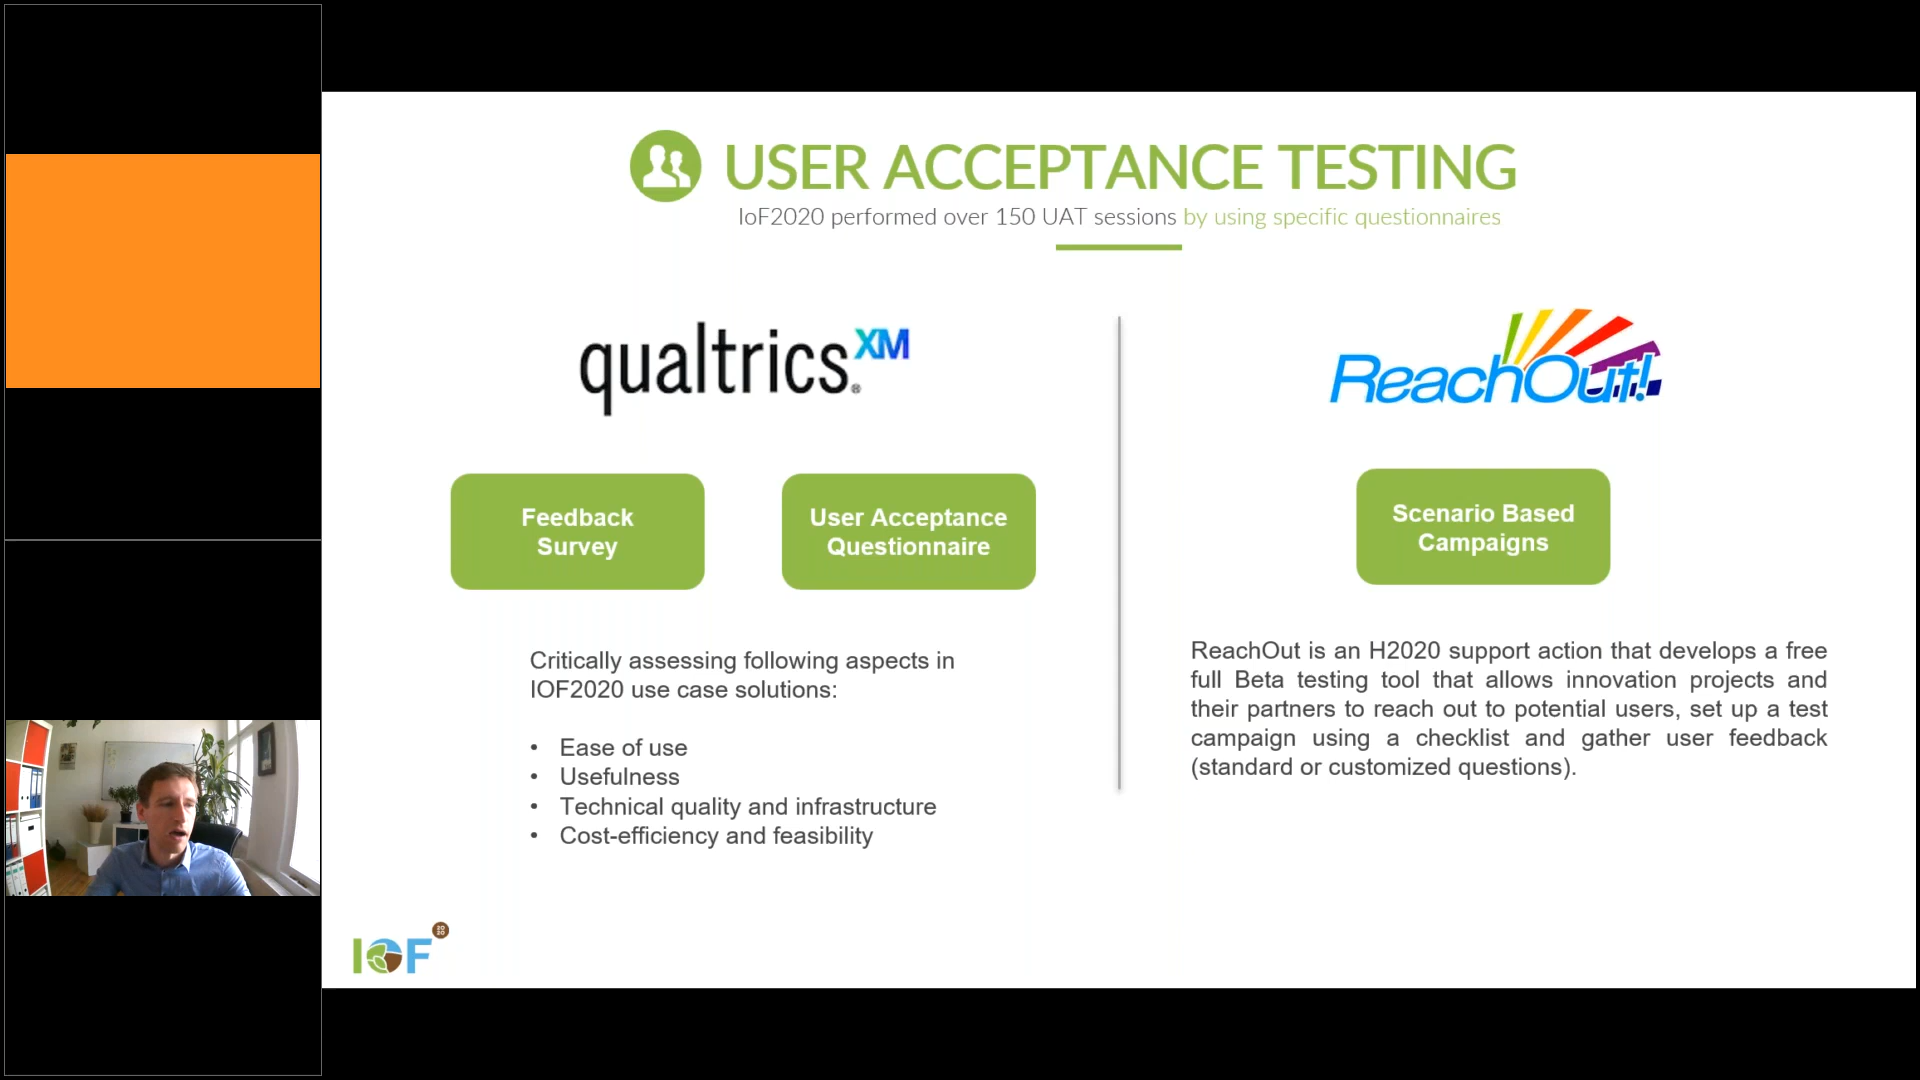 USER ACCEPTANCE TESTING
IoF2020 performed over 150 UAT sessions by using specific questionnaires
qualtrics XM ®
Feedback
Survey
User Acceptance
Questionnaire
Critically assessing following aspects in
IOF2020 use case solutions:
• Ease of use
• Usefulness
• Technical quality and infrastructure
• Cost-efficiency and feasibility
ReachOut!
Scenario Based
Campaigns
ReachOut is an H2020 support action that develops a free
full Beta testing tool that allows innovation projects and
their partners to reach out to potential users, set up a test
campaign using a checklist and gather user feedback
(standard or customized questions).
IOF 2020